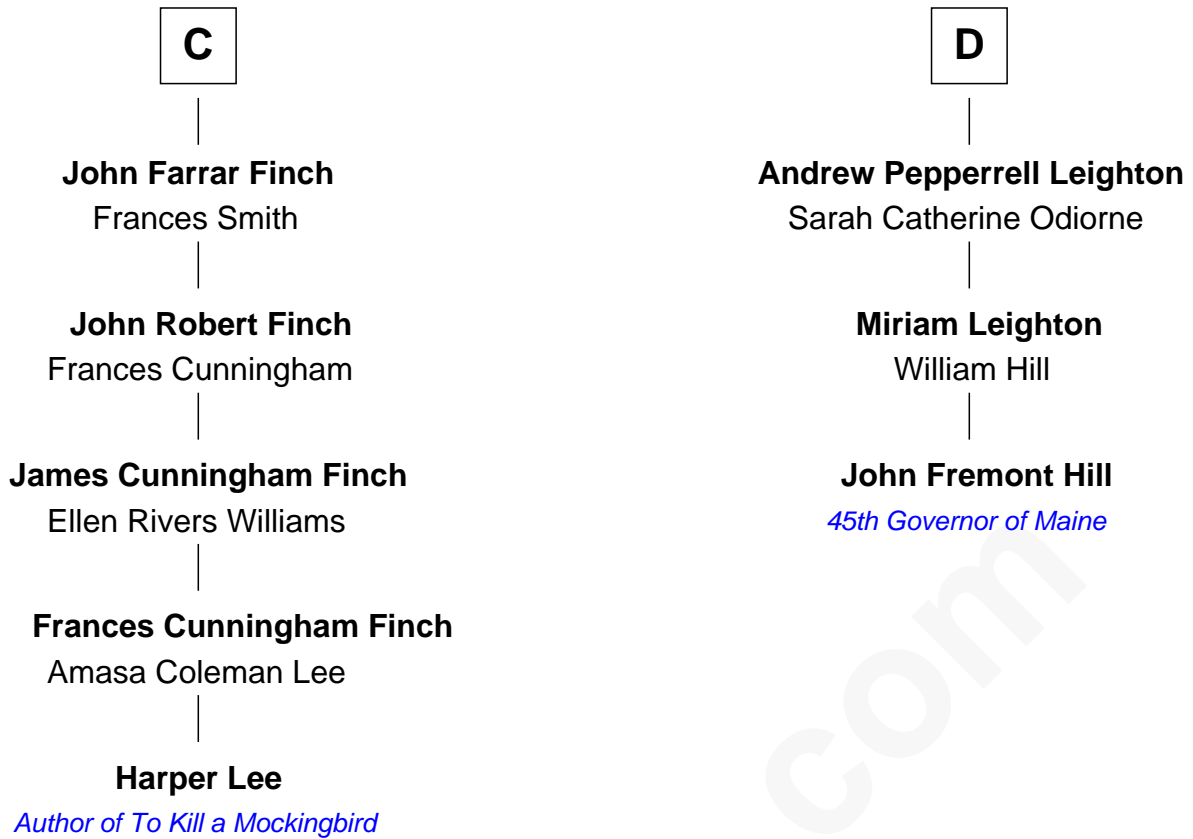 C
John Farrar Finch
Frances Smith
John Robert Finch
Frances Cunningham
James Cunningham Finch
Ellen Rivers Williams
Frances Cunningham Finch
Amasa Coleman Lee
Harper Lee
Author of To Kill a Mockingbird
D
Andrew Pepperrell Leighton
Sarah Catherine Odiorne
Miriam Leighton
William Hill
John Fremont Hill
45th Governor of Maine
com